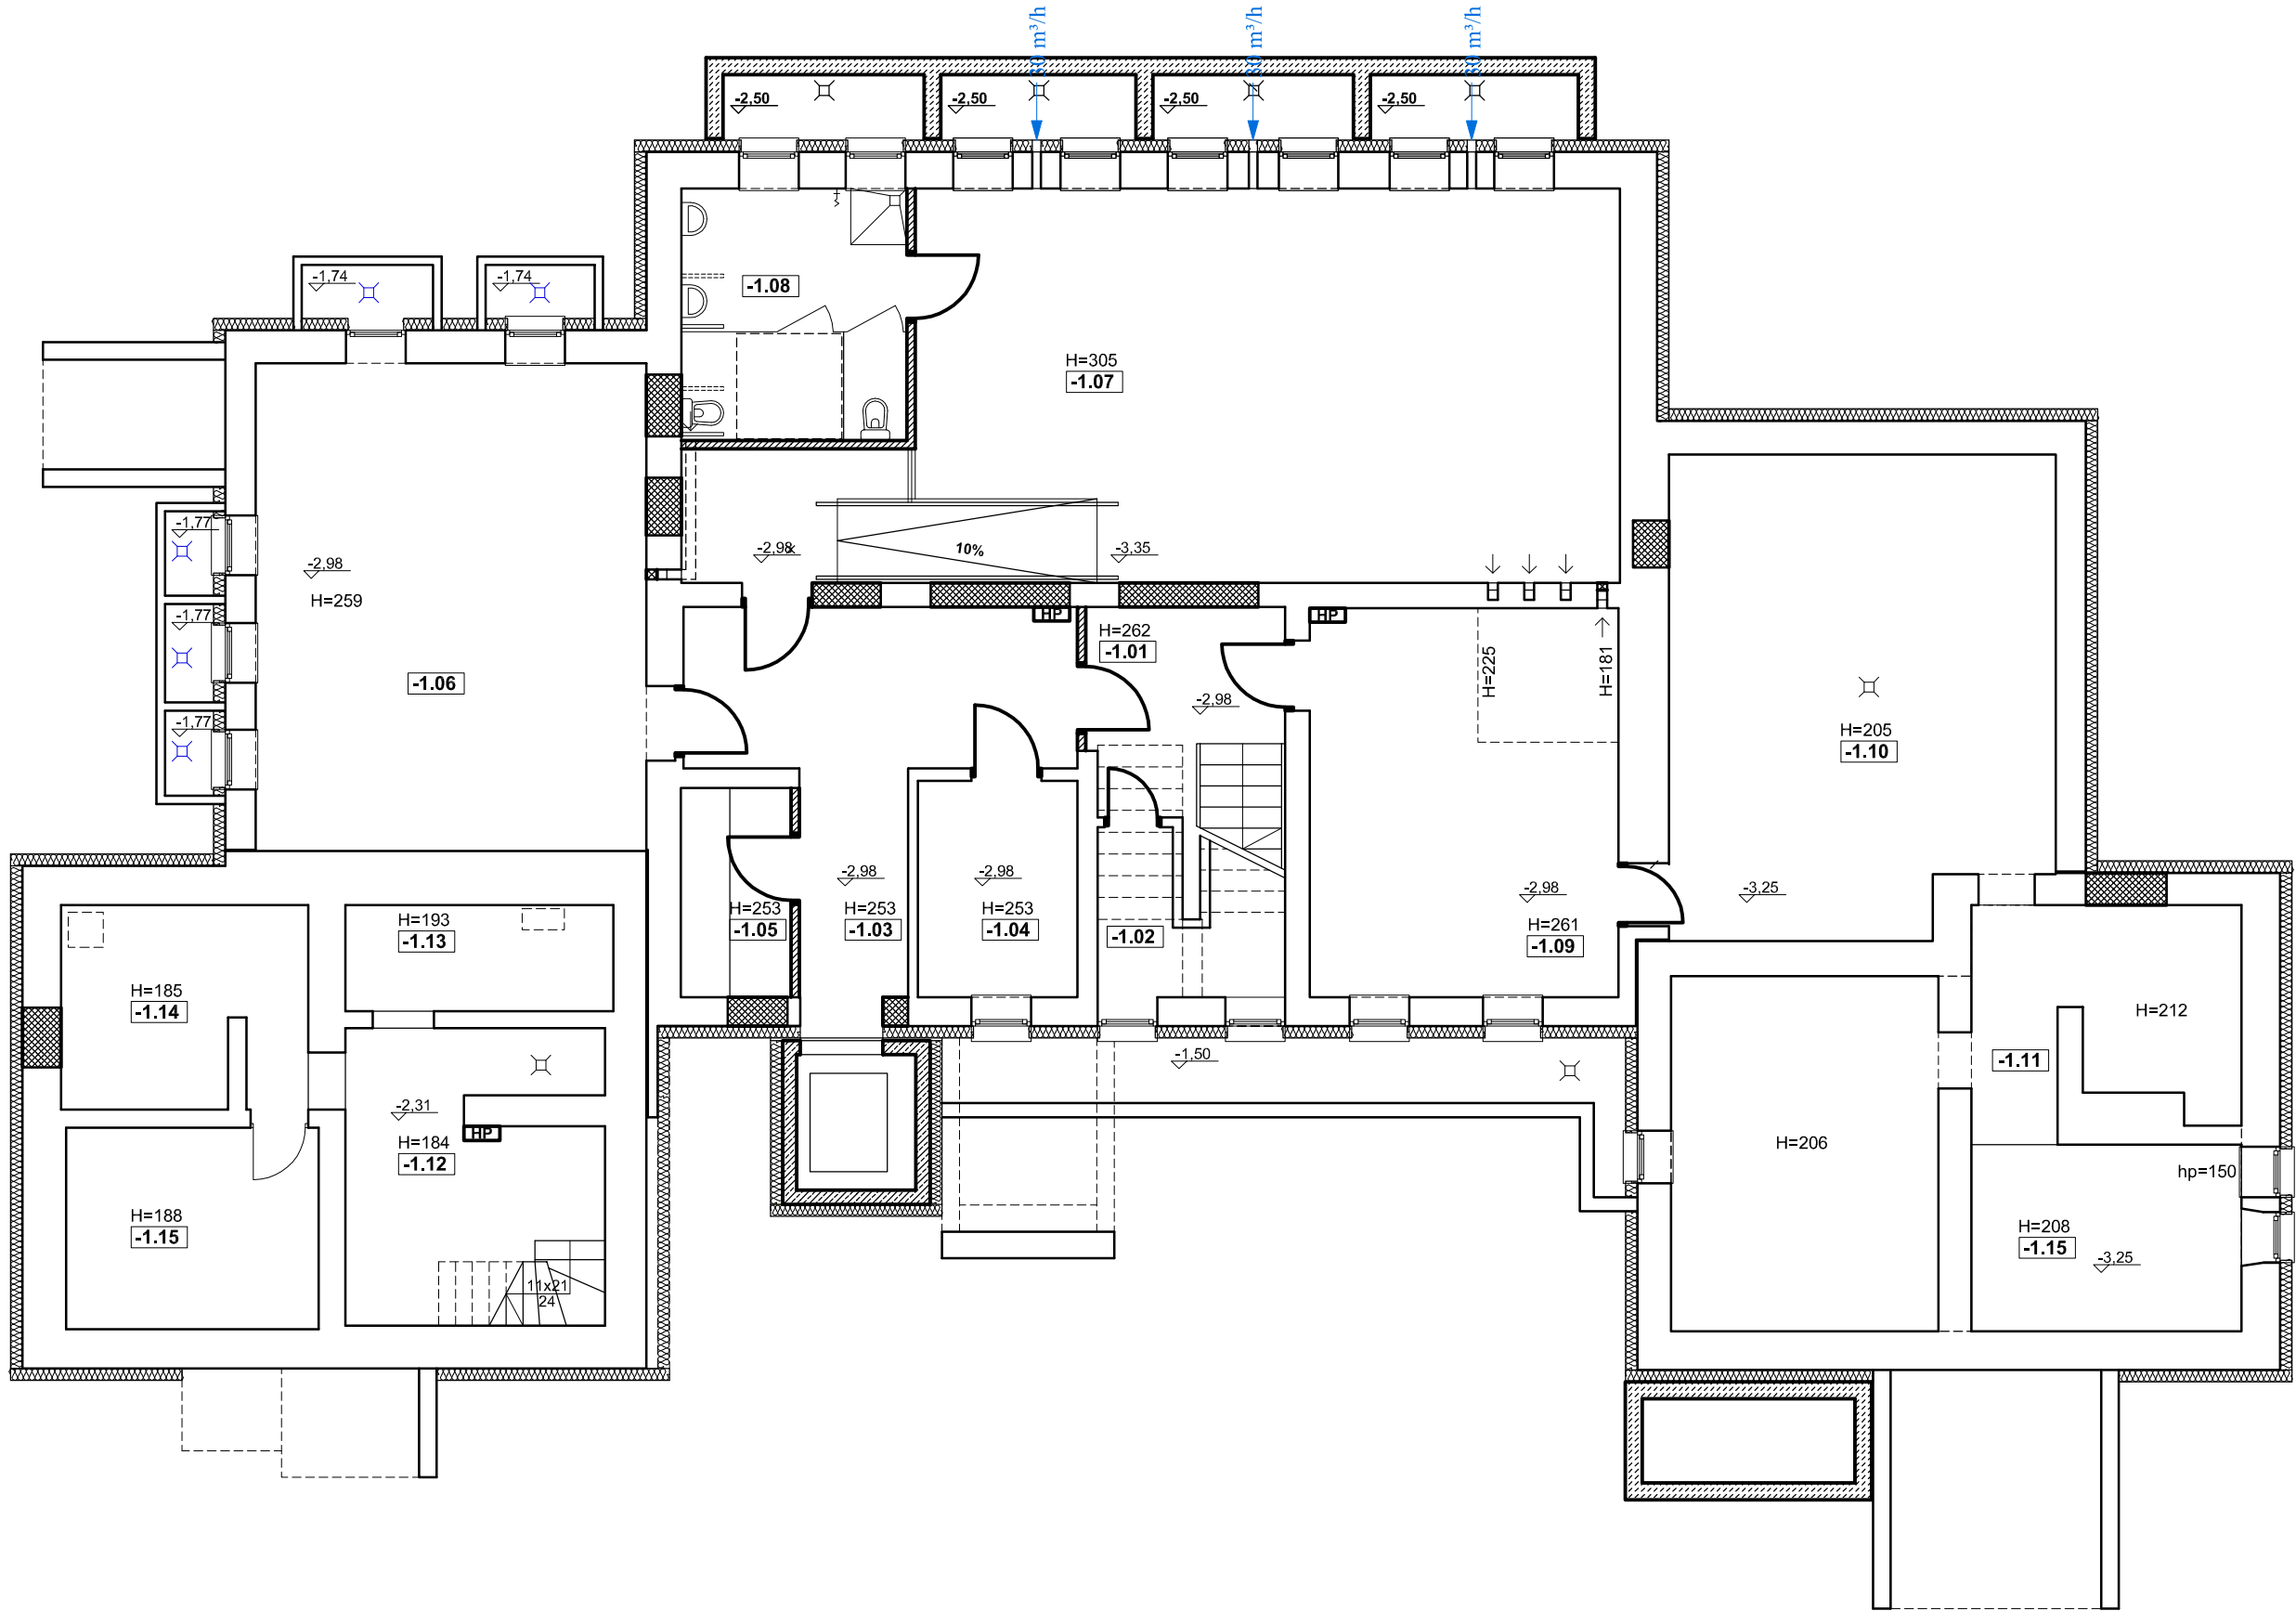 30 m³/h
30 m³/h
30 m³/h
-2,50
-2,50
-2,50
-2,50
-1,74
-1,74
-1.08
H=305
-1.07
-1,77
-2,98
H=259
-2,98
x
10%
-3,35
-1,77
HP
H=262
-1.01
HP
H=225
H=181
-1.06
-2,98
-1,77
H=205
-1.10
-2,98
-2,98
-2,98
-3,25
H=253
-1.05
H=253
-1.03
H=253
-1.04
-1.02
H=261
-1.09
H=193
-1.13
H=185
-1.14
H=212
-1,50
-1.11
-2,31
HP
H=184
-1.12
H=206
hp=150
H=188
-1.15
H=208
-1.15
-3,25
11x21
24